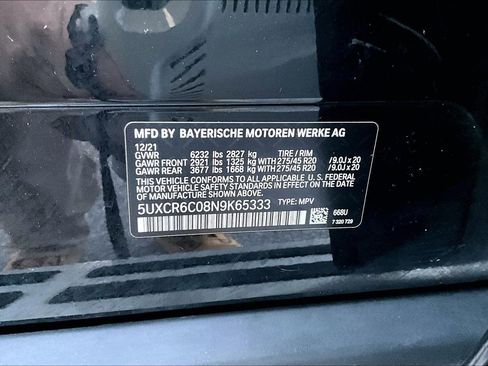 MFD BY BAYERISCHE MOTOREN WERKE AG
12/21
GVWR 6232 lbs 2827 kg TIRE / RIM
GAWR FRONT 2921 lbs 1325 kg WITH 275/45 R20 /9.0J x 20
GAWR REAR 3677 lbs 1668 kg WITH 275/45 R20 /9.0J x 20
THIS VEHICLE CONFORMS TO ALL APPLICABLE FEDERAL
MOTOR VEHICLE SAFETY STANDARDS IN EFFECT ON THE
DATE OF MANUFACTURE SHOWN ABOVE.
5UXCR6C08N9K65333 TYPE: MPV
668U
7 320 729